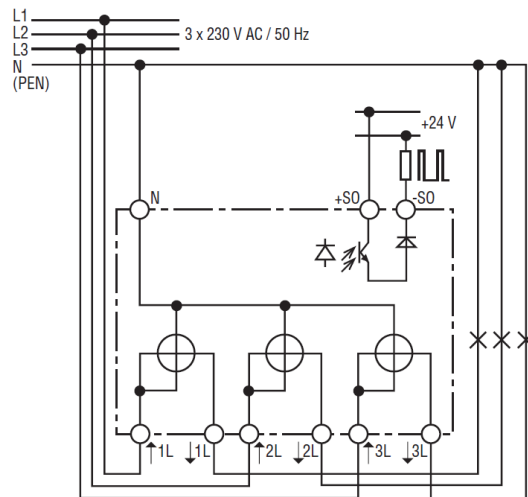 L1
L2
L3
N
(PEN)
3 x 230 V AC / 50 Hz
+24 V
N
+SO
-SO
1L
1L
2L
2L
3L
3L